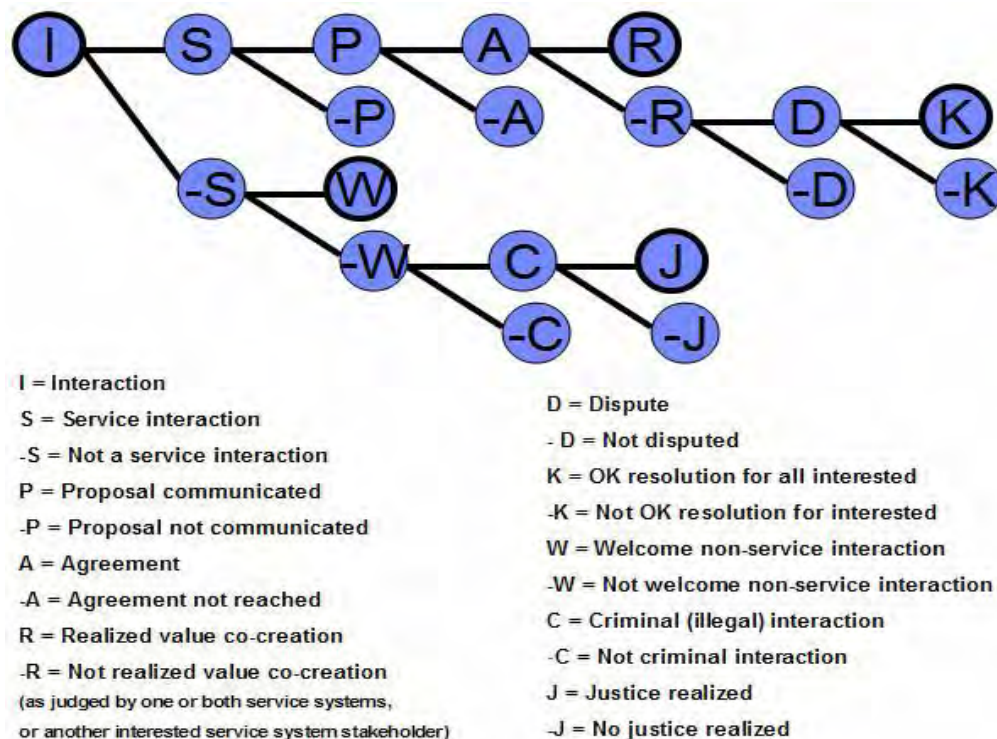 I S P A R
-P -A -R D K
-S W -D -K
-W C J
-C -J
I = Interaction
S = Service interaction
-S = Not a service interaction
P = Proposal communicated
-P = Proposal not communicated
A = Agreement
-A = Agreement not reached
R = Realized value co-creation
-R = Not realized value co-creation
(as judged by one or both service systems,
or another interested service system stakeholder)
D = Dispute
- D = Not disputed
K = OK resolution for all interested
-K = Not OK resolution for interested
W = Welcome non-service interaction
-W = Not welcome non-service interaction
C = Criminal (illegal) interaction
-C = Not criminal interaction
J = Justice realized
-J = No justice realized